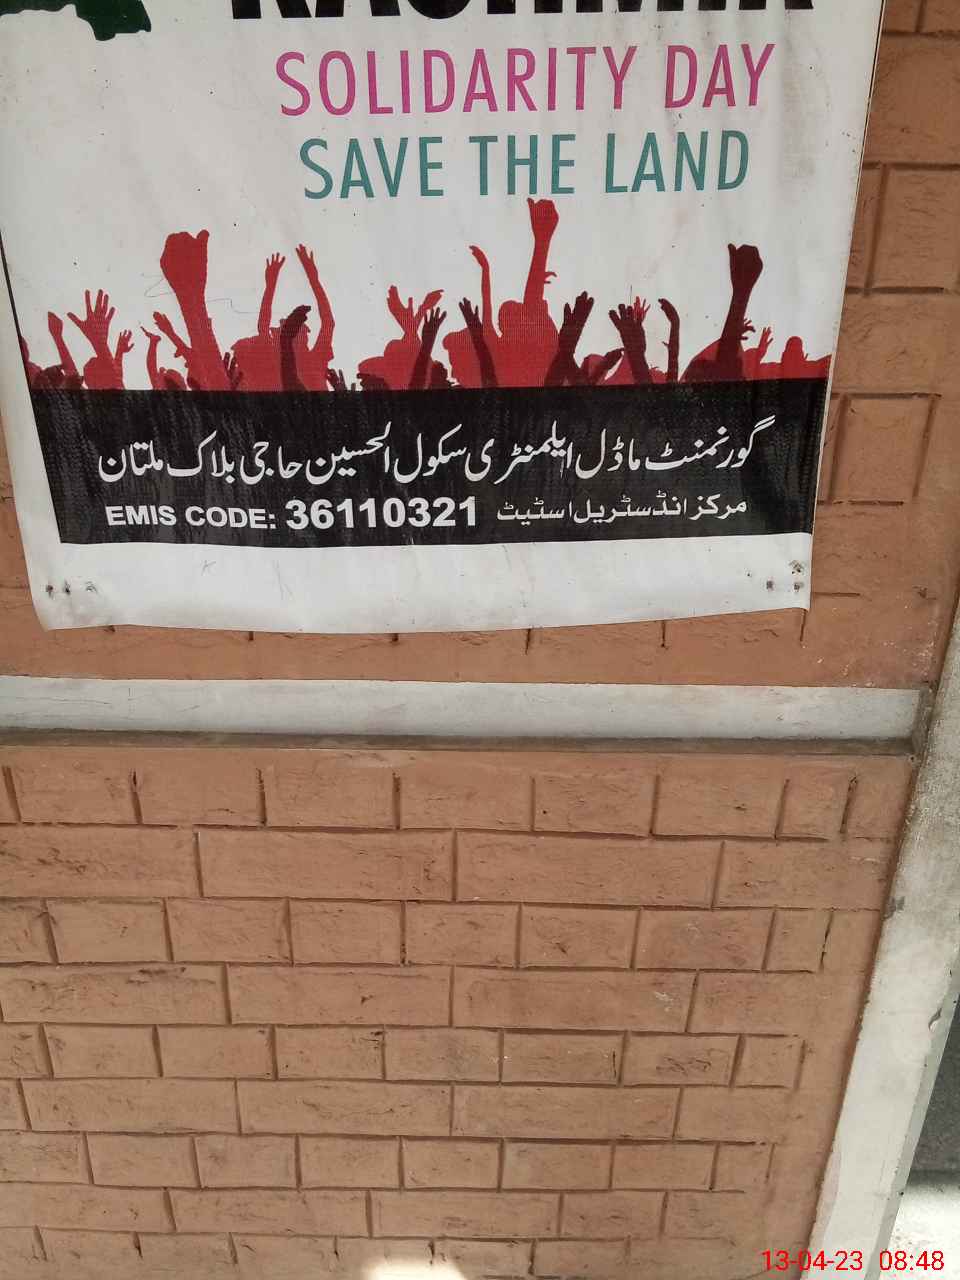 KASHMIR
SOLIDARITY DAY
SAVE THE LAND
گورنمنٹ ماڈل ایلمنٹری سکول الحسین حاجی بلاک ملتان
مرکز انڈسٹریل اسٹیٹ EMIS CODE: 36110321
13-04-23 08:48